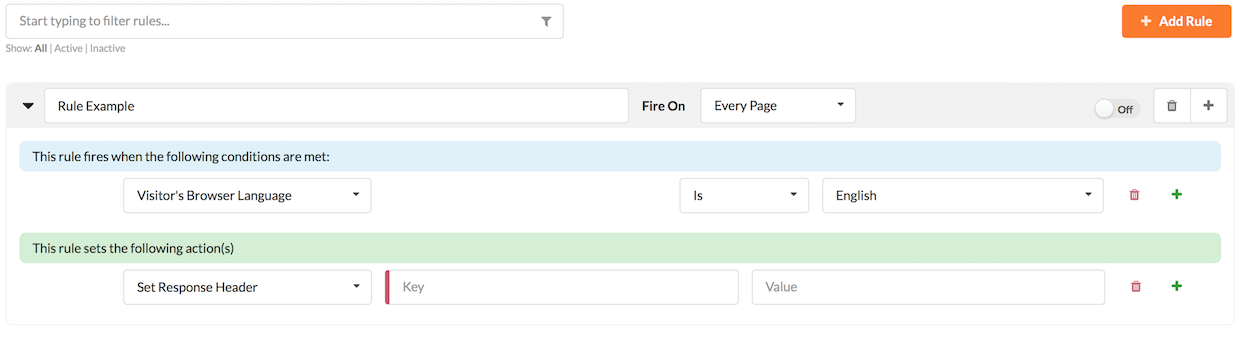 Start typing to filter rules...
Add Rule
Show: All | Active | Inactive
Rule Example Fire On Every Page Off
This rule fires when the following conditions are met:
Visitor's Browser Language Is English
This rule sets the following action(s)
Set Response Header Key Value